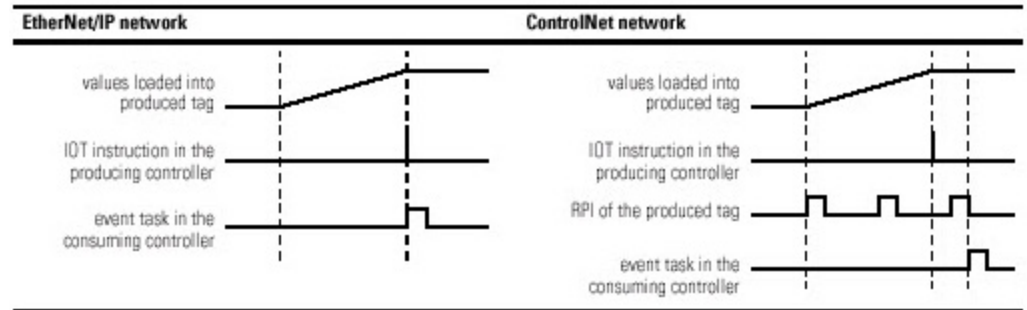 EtherNet/IP network
values loaded into
produced tag
IOT instruction in the
producing controller
event task in the
consuming controller
ControlNet network
values loaded into
produced tag
IOT instruction in the
producing controller
RPI of the produced tag
event task in the
consuming controller